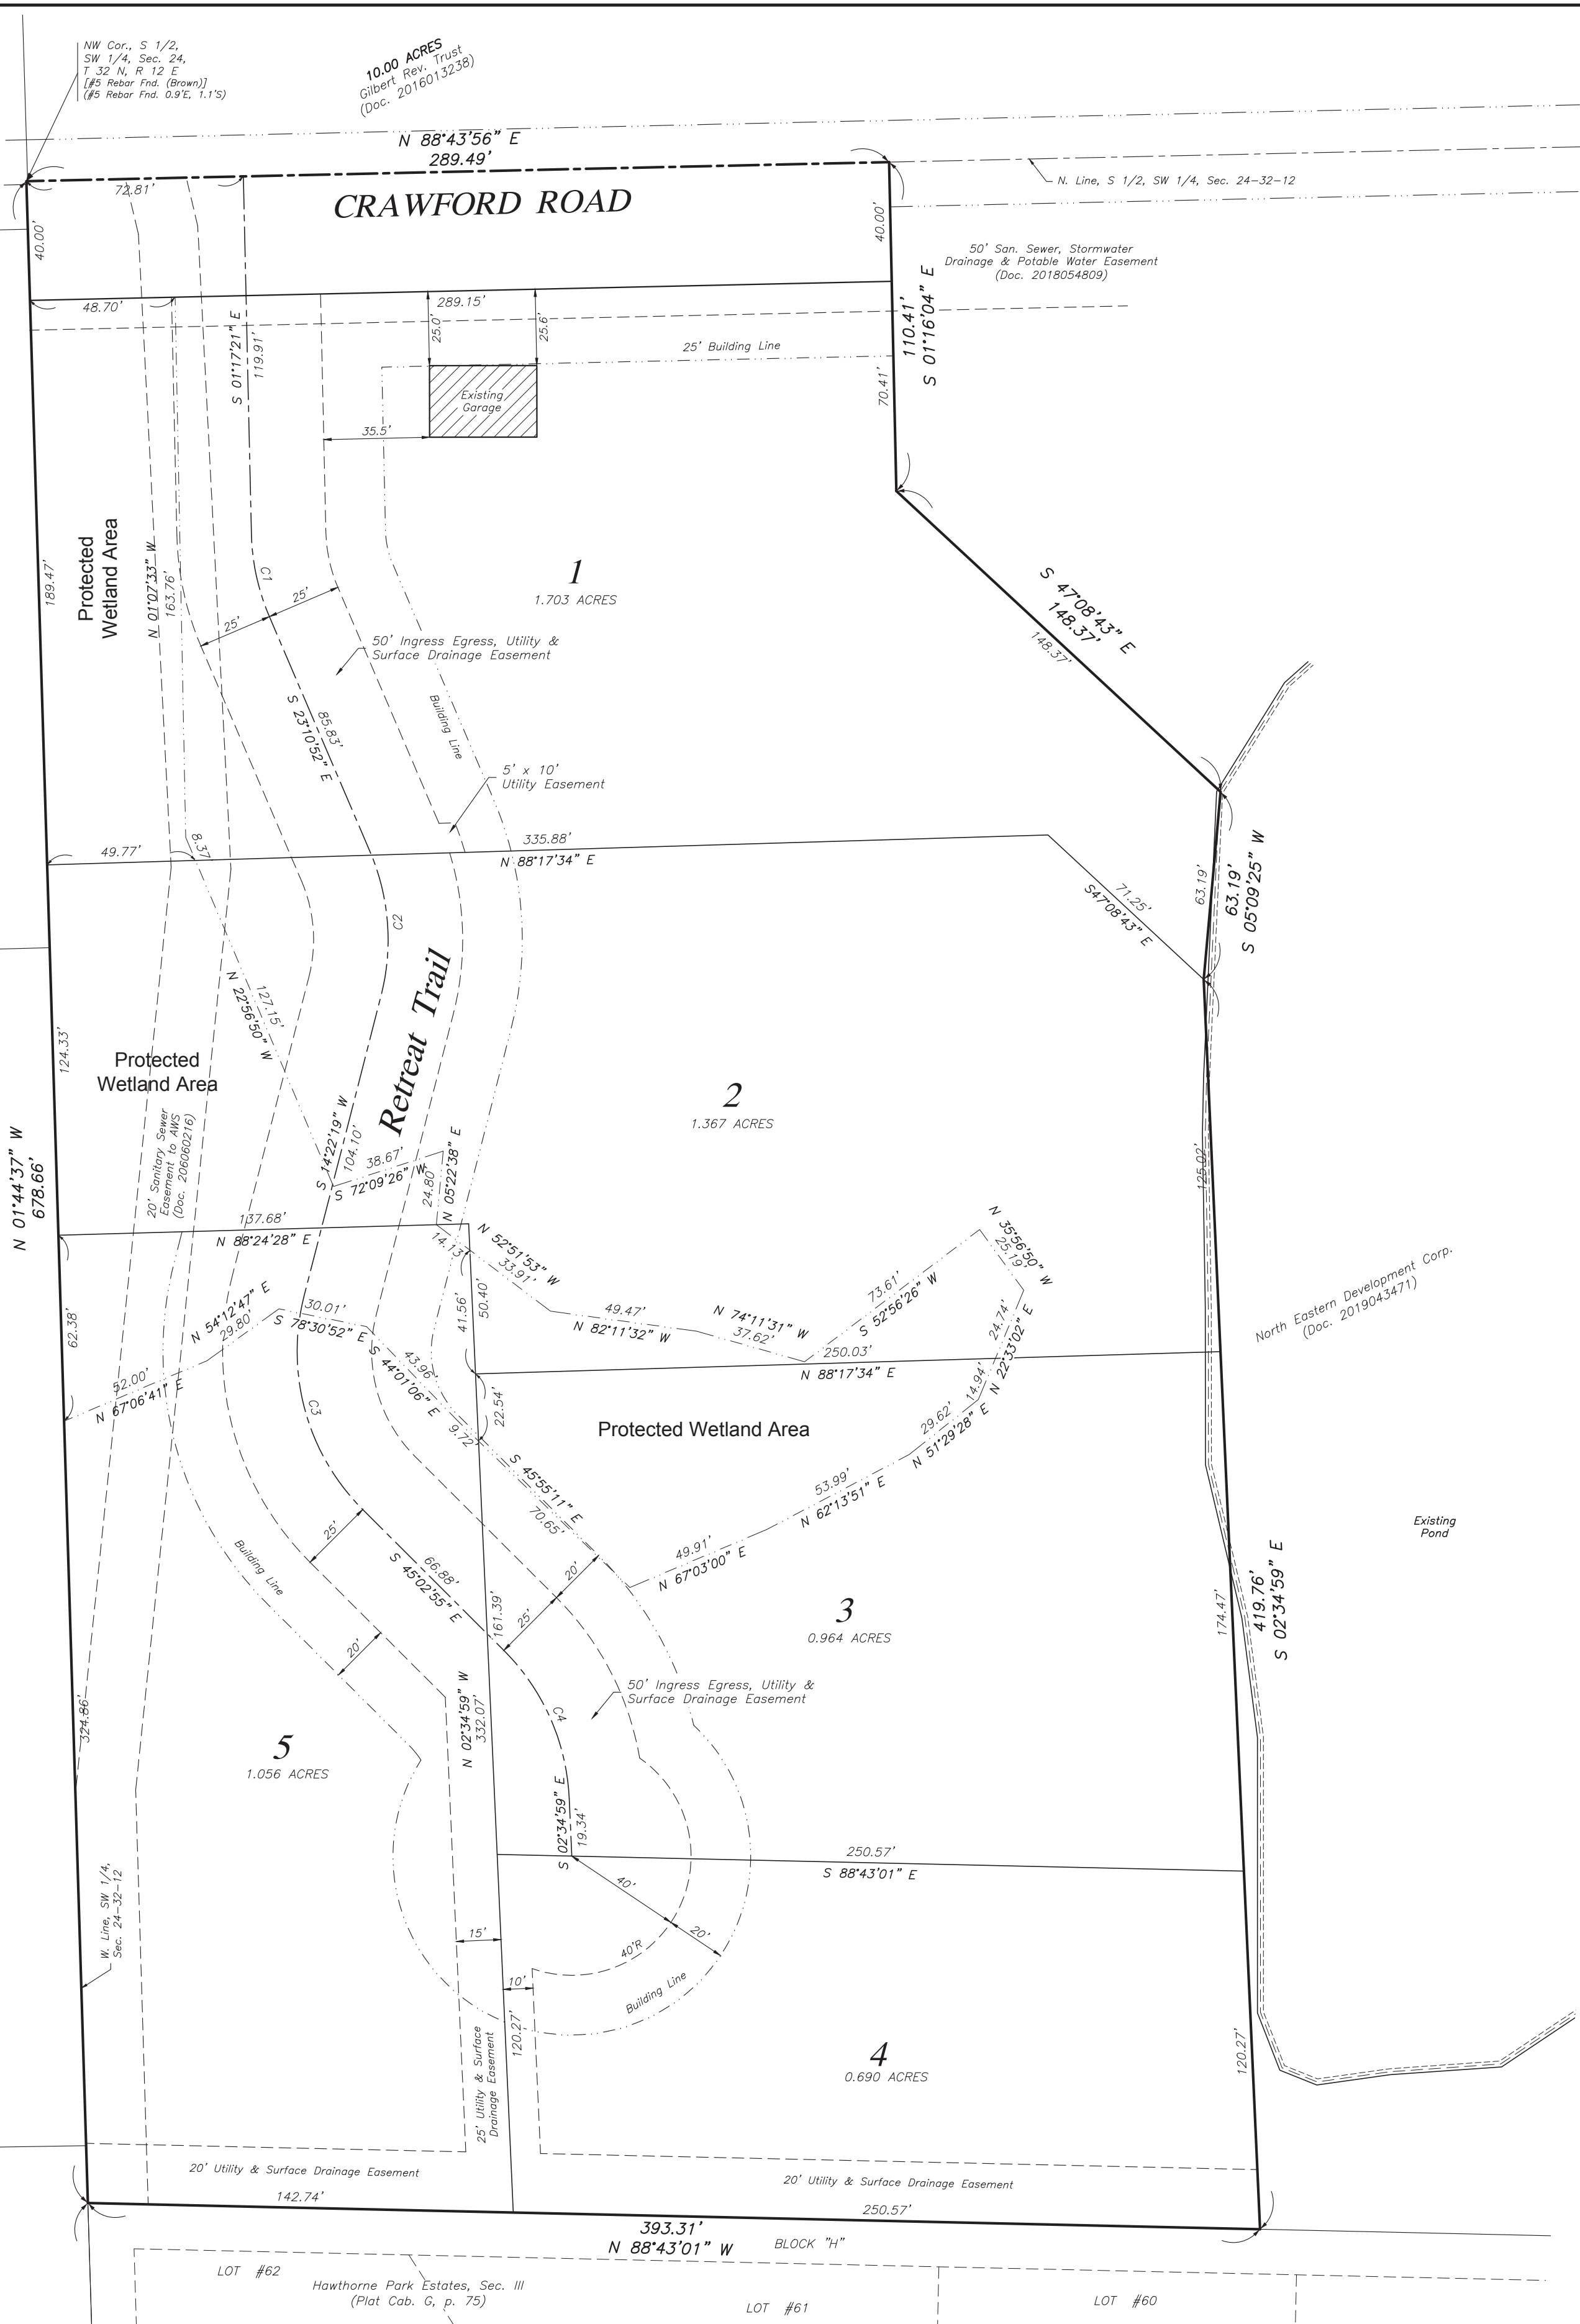 NW Cor., S 1/2,
SW 1/4, Sec. 24,
T 32 N, R 12 E
[#5 Rebar Fnd. (Brown)]
(#5 Rebar Fnd. 0.9'E, 1.1'S)
10.00 ACRES
Gilbert Rev. Trust
(Doc. 2016013238)
N 88°43'56" E
289.49'
72.81'
CRAWFORD ROAD
N. Line, S 1/2, SW 1/4, Sec. 24-32-12
40.00'
40.00'
50' San. Sewer, Stormwater
Drainage & Potable Water Easement
(Doc. 2018054809)
48.70'
289.15'
S 01°17'21" E
119.91'
25.0'
25.6'
110.41'
S 01°16'04" E
25' Building Line
70.41'
Existing
Garage
35.5'
Protected
Wetland Area
189.47'
N 01°07'33" W
163.76'
C1
25'
25'
1
1.703 ACRES
S 47°08'43" E
148.37'
148.37'
50' Ingress Egress, Utility &
Surface Drainage Easement
S 23°10'52" E
85.83'
Building Line
5' x 10'
Utility Easement
49.77'
8.37
335.88'
N 88°17'34" E
71.25'
S47°08'43" E
63.19'
63.19'
S 05°09'25" W
C2
Retreat Trail
N 22°56'50" W
127.15'
124.33'
Protected
Wetland Area
2
1.367 ACRES
20' Sanitary Sewer
Easement to AWS
(Doc. 206060216)
S 14°22'19" W
104.10'
38.67'
S 72°09'26" W
24.80'
N 05°22'38" E
125.02'
N 01°44'37" W
678.66'
137.68'
N 88°24'28" E
14.13'
N 52°51'53" W
33.91'
N 35°56'50" W
25.19'
73.61'
S 52°56'26" W
49.47'
N 82°11'32" W
N 74°11'31" W
37.62'
24.74'
N 22°33'02" E
14.94'
North Eastern Development Corp.
(Doc. 2019043471)
62.38'
N 54°12'47" E
29.80'
30.01'
S 78°30'52" E
41.56'
50.40'
250.03'
N 88°17'34" E
52.00'
N 67°06'41" E
43.96'
S 44°01'06" E
9.72'
22.54'
C3
Protected Wetland Area
29.62'
N 51°29'28" E
S 45°55'11" E
70.65'
53.99'
N 62°13'51" E
49.91'
N 67°03'00" E
Existing
Pond
25'
Building Line
66.88'
S 45°02'55" E
20'
25'
161.39'
3
0.964 ACRES
174.47'
419.76'
S 02°34'59" E
20'
N 02°34'59" W
332.07'
50' Ingress Egress, Utility &
Surface Drainage Easement
C4
324.86'
5
1.056 ACRES
S 02°34'59" E
19.34'
250.57'
S 88°43'01" E
40'
20'
W. Line, SW 1/4,
Sec. 24-32-12
15'
40'R
10'
Building Line
25' Utility & Surface
Drainage Easement
120.27'
4
0.690 ACRES
120.27'
20' Utility & Surface Drainage Easement
20' Utility & Surface Drainage Easement
142.74'
250.57'
393.31'
N 88°43'01" W
BLOCK "H"
LOT #62
Hawthorne Park Estates, Sec. III
(Plat Cab. G, p. 75)
LOT #61
LOT #60